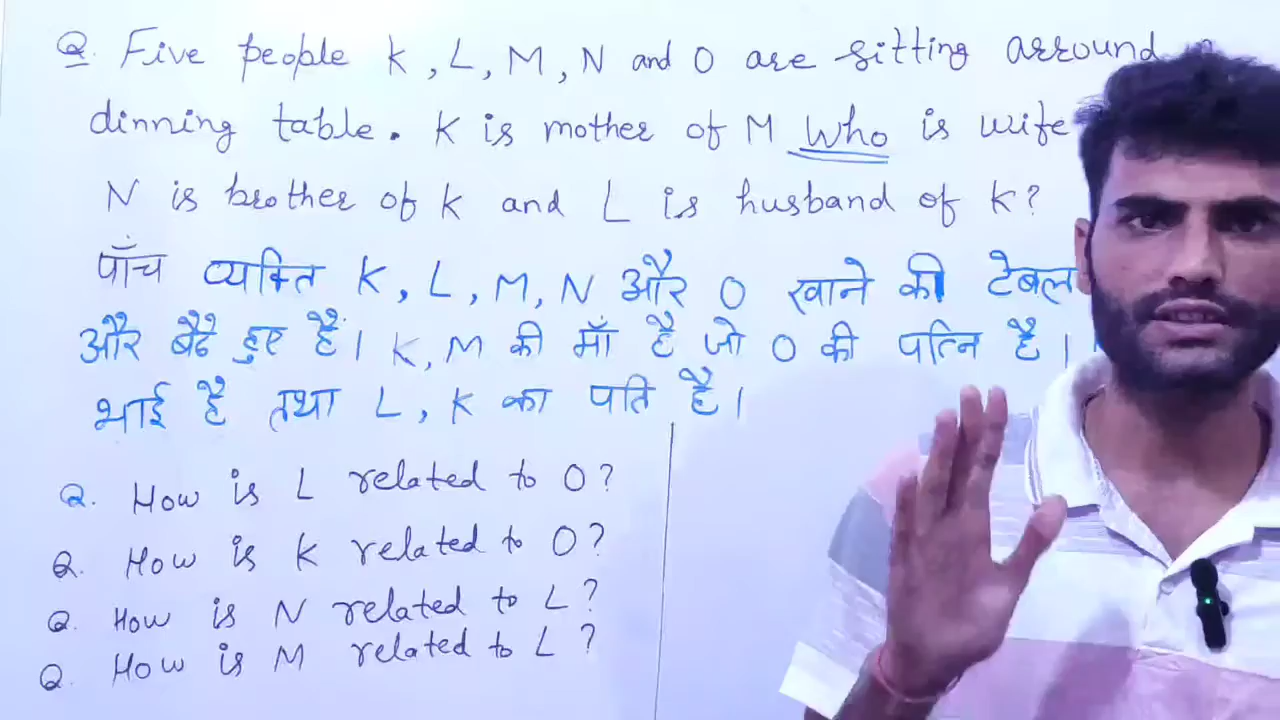 Q. Five people K, L, M, N and O are sitting arround
dinning table. K is mother of M Who is wife
N is brother of K and L is husband of K?
पाँच व्यक्ति K, L, M, N और O खाने की टेबल
और बैठे हुए हैं। K, M की माँ है जो O की पत्नि है।
भाई है तथा L, K का पति है।
Q. How is L related to O?
Q. How is K related to O?
Q. How is N related to L?
Q. How is M related to L?